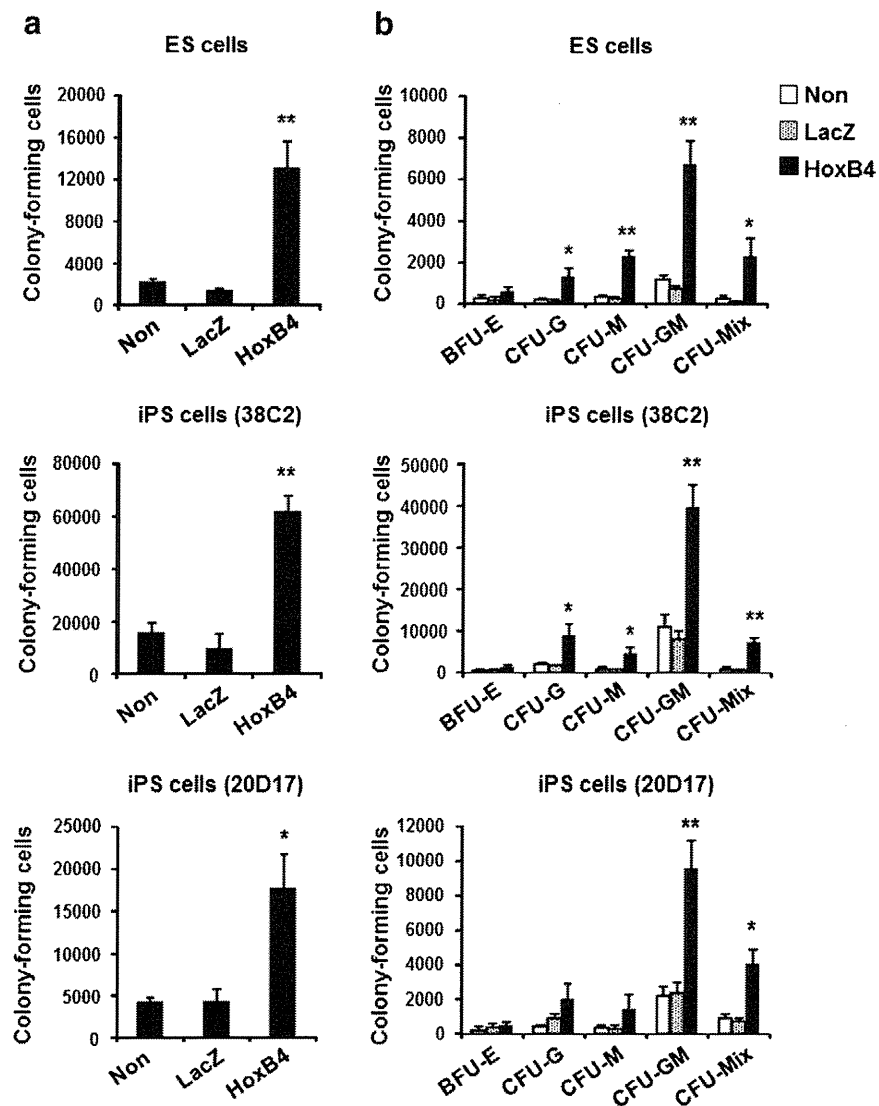 a
ES cells
Colony-forming cells
20000
16000
12000
8000
4000
0
**
Non
LacZ
HoxB4
b
ES cells
Colony-forming cells
10000
8000
6000
4000
2000
0
*
**
**
*
BFU-E
CFU-G
CFU-M
CFU-GM
CFU-Mix
Non
LacZ
HoxB4
iPS cells (38C2)
Colony-forming cells
80000
60000
40000
20000
0
**
Non
LacZ
HoxB4
iPS cells (38C2)
Colony-forming cells
50000
40000
30000
20000
10000
0
*
*
**
**
BFU-E
CFU-G
CFU-M
CFU-GM
CFU-Mix
iPS cells (20D17)
Colony-forming cells
25000
20000
15000
10000
5000
0
*
Non
LacZ
HoxB4
iPS cells (20D17)
Colony-forming cells
12000
10000
8000
6000
4000
2000
0
**
*
BFU-E
CFU-G
CFU-M
CFU-GM
CFU-Mix